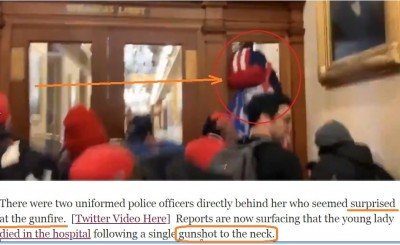 There were two uniformed police officers directly behind her who seemed surprised
at the gunfire. [Twitter Video Here] Reports are now surfacing that the young lady
died in the hospital following a single gunshot to the neck.